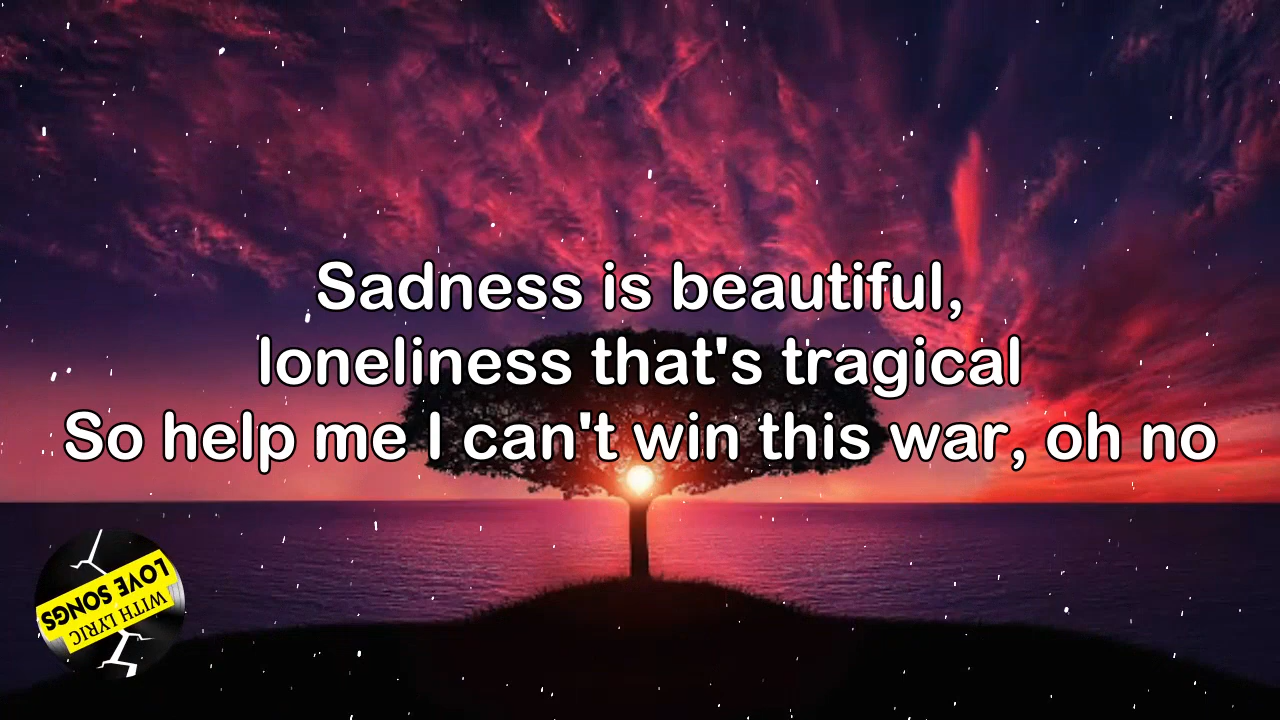 Sadness is beautiful,
loneliness that's tragical
So help me I can't win this war, oh no
WITH LYRIC
LOVE SONGS